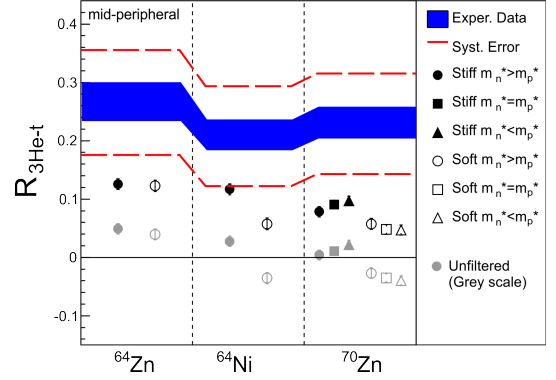 mid-peripheral
0.4
0.3
0.2
0.1
0
-0.1
R3He-t
64Zn
64Ni
70Zn
Exper. Data
Syst. Error
Stiff mn*>mp*
Stiff mn*=mp*
Stiff mn*<mp*
Soft mn*>mp*
Soft mn*=mp*
Soft mn*<mp*
Unfiltered
(Grey scale)